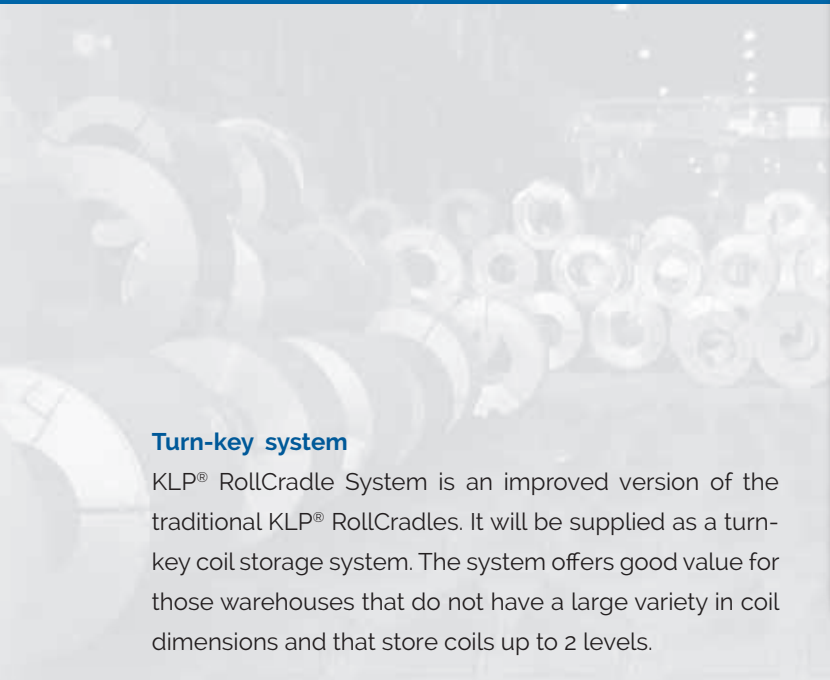 Turn-key system
KLP® RollCradle System is an improved version of the
traditional KLP® RollCradles. It will be supplied as a turn-
key coil storage system. The system offers good value for
those warehouses that do not have a large variety in coil
dimensions and that store coils up to 2 levels.